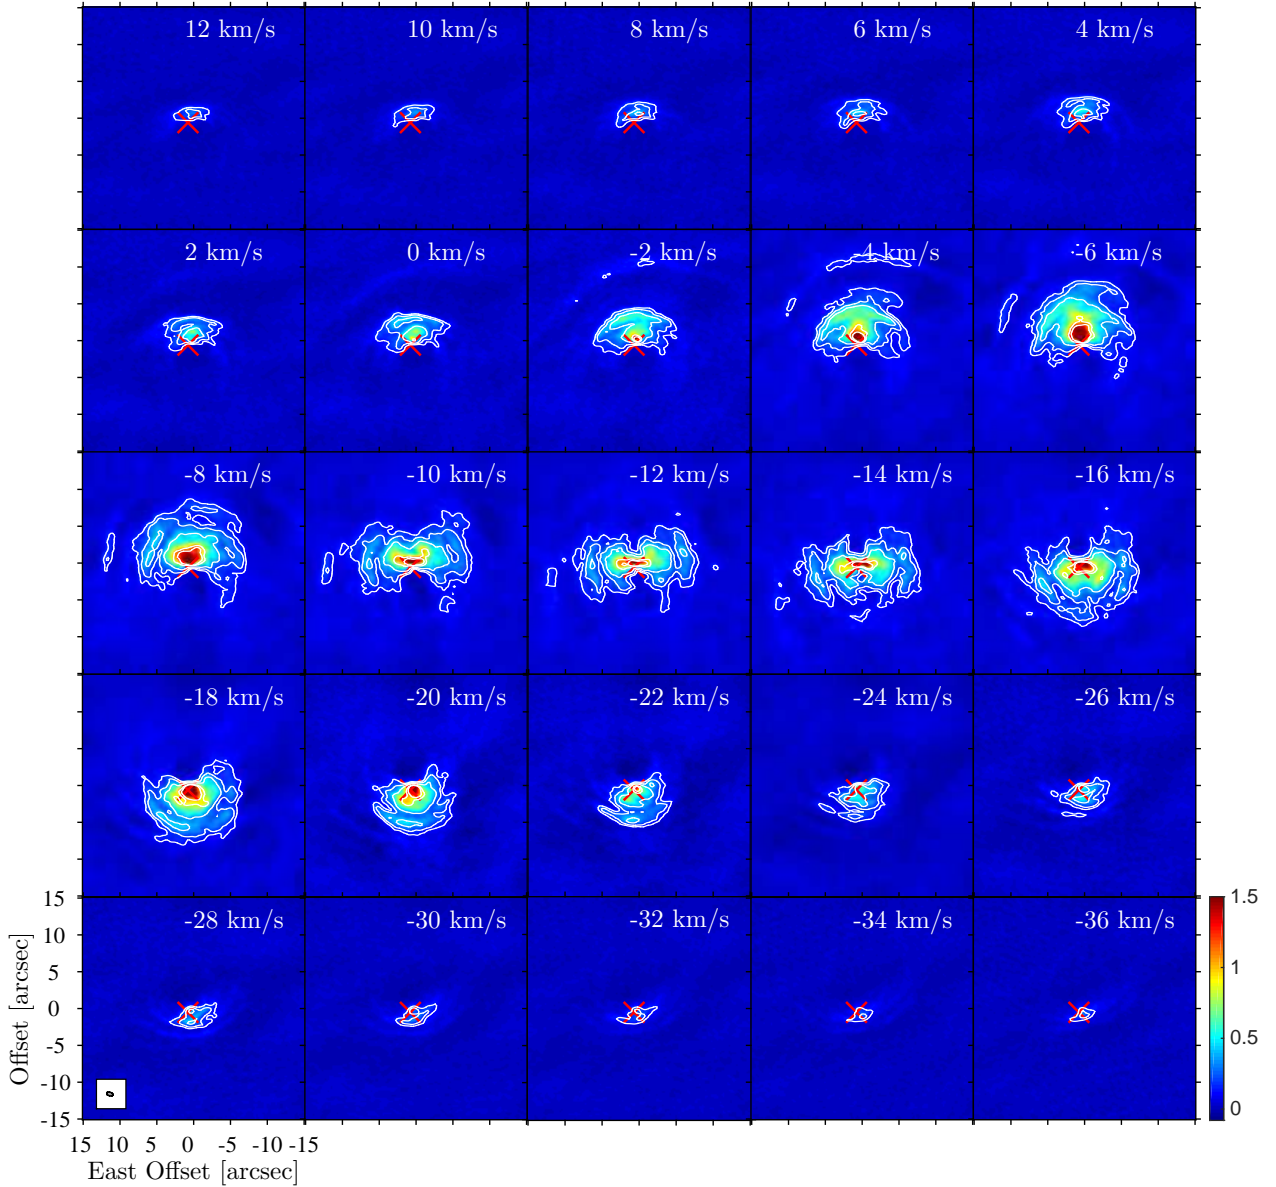 12 km/s 10 km/s 8 km/s 6 km/s 4 km/s
2 km/s 0 km/s -2 km/s -4 km/s -6 km/s
-8 km/s -10 km/s -12 km/s -14 km/s -16 km/s
-18 km/s -20 km/s -22 km/s -24 km/s -26 km/s
-28 km/s -30 km/s -32 km/s -34 km/s -36 km/s
15
10
5
0
-5
-10
-15
Offset [arcsec]
15 10 5 0 -5 -10 -15
East Offset [arcsec]
1.5
1
0.5
0